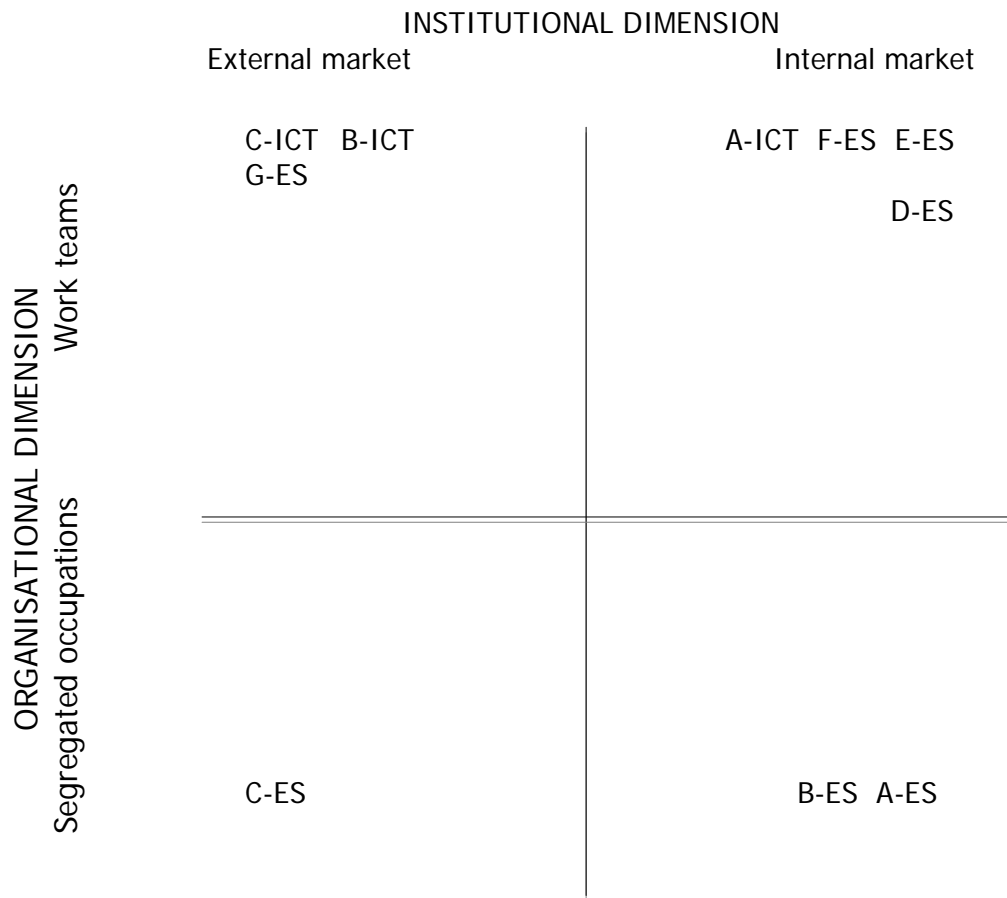 INSTITUTIONAL DIMENSION
External market Internal market
ORGANISATIONAL DIMENSION
Work teams
C-ICT B-ICT A-ICT F-ES E-ES
G-ES
D-ES
Segregated occupations
C-ES B-ES A-ES